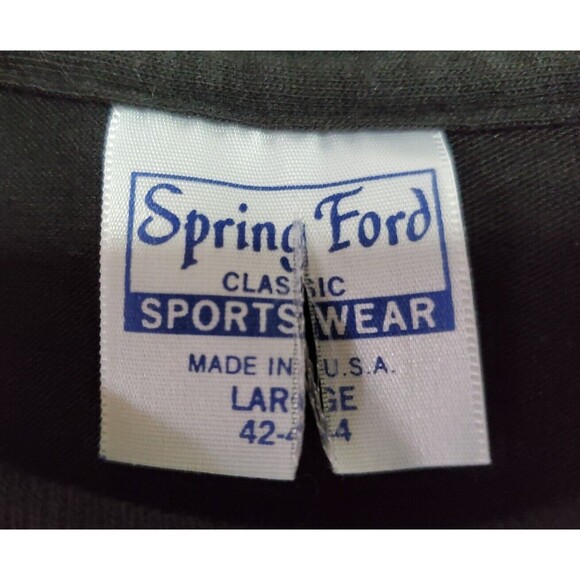 Spring Ford
CLASSIC
SPORTSWEAR
MADE IN U.S.A.
LARGE
42-44